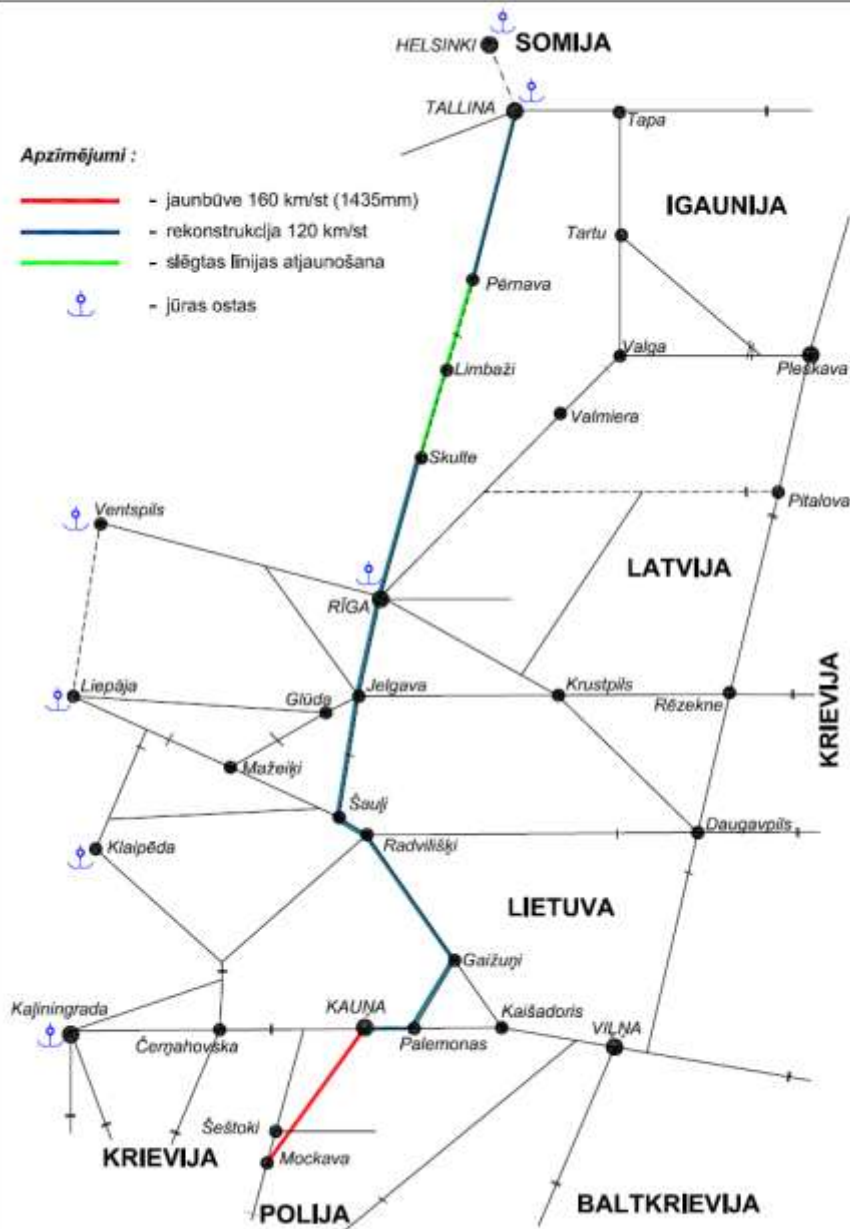 HELSINKI
SOMIJA
TALLINA
Tapa
Apzīmējumi :
- jaunbūve 160 km/st (1435mm)
- rekonstrukcija 120 km/st
- slēgtas līnijas atjaunošana
- jūras ostas
IGAUNIJA
Tartu
Pērnava
Valga
Pleskava
Limbaži
Valmiera
Skulte
Pitalova
Ventspils
LATVIJA
RĪGA
Liepāja
Glūda
Jelgava
Krustpils
Rēzekne
KRIEVIJA
Mažeiķi
Šauļi
Klaipēda
Radvilišķi
Daugavpils
LIETUVA
Gaižuņi
Kaļiningrada
KAUŅA
Kaišadoris
VIĻŅA
Čerņahovska
Palemonas
Šeštoki
KRIEVIJA
Mockava
POLIJA
BALTKRIEVIJA